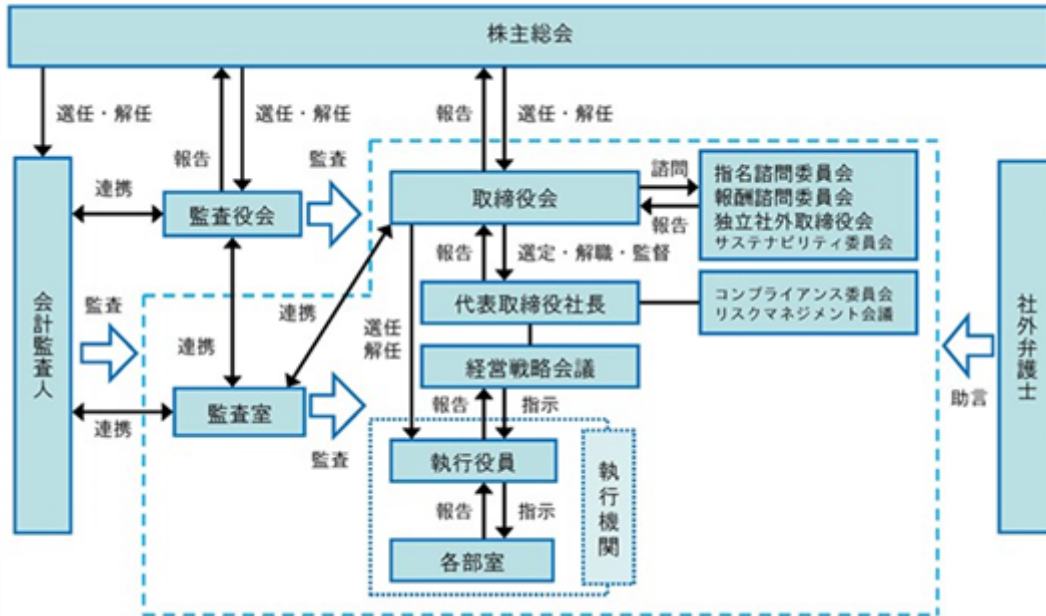 株主総会
選任・解任
選任・解任
報告
報告
選任・解任
監査
連携
監査役会
取締役会
諮問
報告
指名諮問委員会
報酬諮問委員会
独立社外取締役会
サステナビリティ委員会
報告
選定・解職・監督
代表取締役社長
コンプライアンス委員会
リスクマネジメント会議
会計監査人
監査
連携
連携
選任
解任
経営戦略会議
社外弁護士
助言
監査室
連携
監査
報告
指示
執行役員
執行機関
報告
指示
各部室